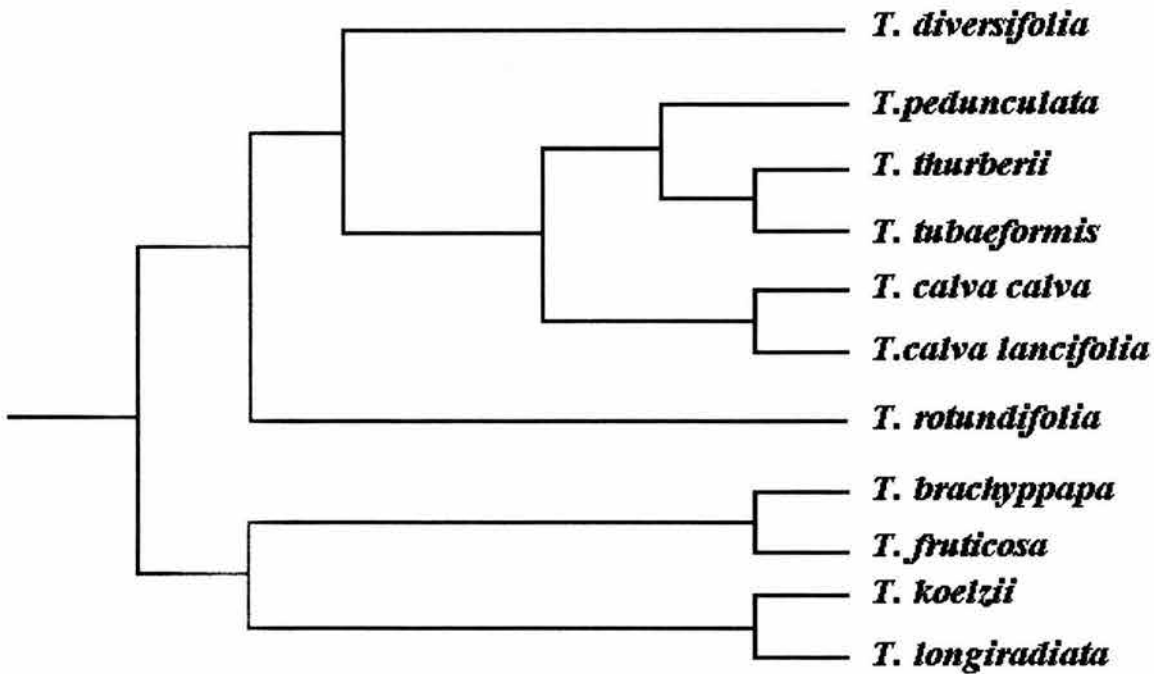 T. diversifolia
T.pedunculata
T. thurberii
T. tubaeformis
T. calva calva
T.calva lancifolia
T. rotundifolia
T. brachyppapa
T. fruticosa
T. koelzii
T. longiradiata